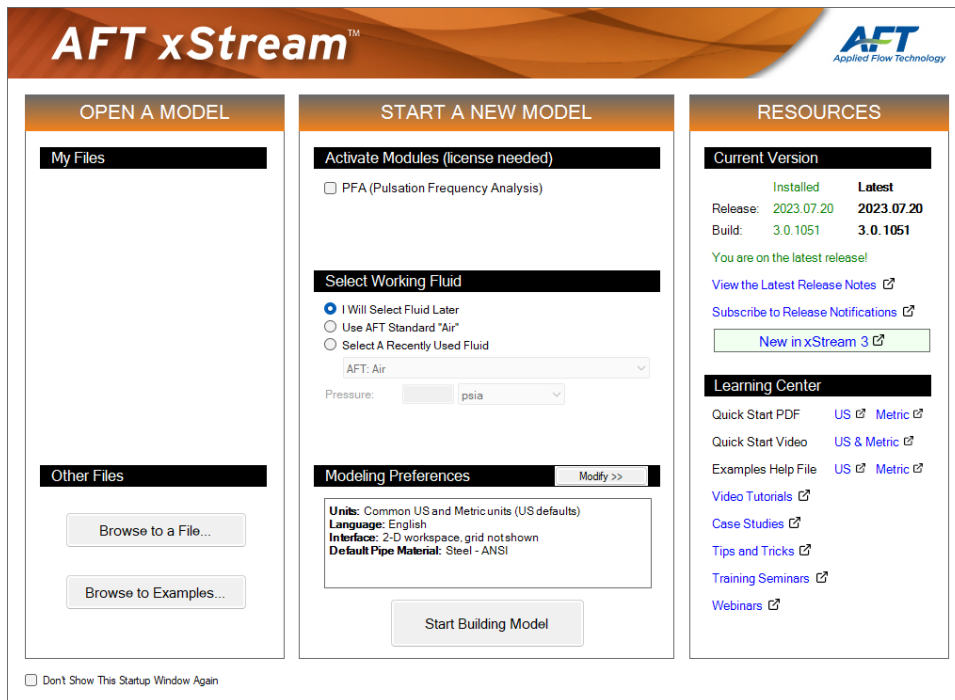 AFT xStream™
AFT
Applied Flow Technology
OPEN A MODEL
My Files
Other Files
Browse to a File...
Browse to Examples...
START A NEW MODEL
Activate Modules (license needed)
PFA (Pulsation Frequency Analysis)
Select Working Fluid
I Will Select Fluid Later
Use AFT Standard "Air"
Select A Recently Used Fluid
AFT: Air
Pressure: psia
Modeling Preferences Modify >>
Units: Common US and Metric units (US defaults)
Language: English
Interface: 2-D workspace, grid not shown
Default Pipe Material: Steel - ANSI
Start Building Model
RESOURCES
Current Version
Installed Latest
Release: 2023.07.20 2023.07.20
Build: 3.0.1051 3.0.1051
You are on the latest release!
View the Latest Release Notes
Subscribe to Release Notifications
New in xStream 3
Learning Center
Quick Start PDF US Metric
Quick Start Video US & Metric
Examples Help File US Metric
Video Tutorials
Case Studies
Tips and Tricks
Training Seminars
Webinars
Don't Show This Startup Window Again